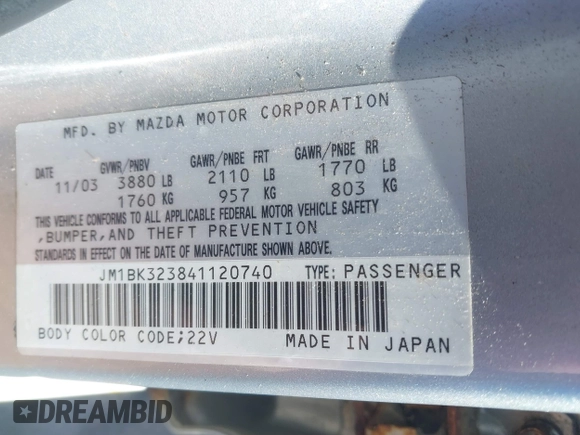 MFD. BY MAZDA MOTOR CORPORATION
DATE GVWR/PNBV GAWR/PNBE FRT GAWR/PNBE RR
11/03 3880 LB 2110 LB 1770 LB
1760 KG 957 KG 803 KG
THIS VEHICLE CONFORMS TO ALL APPLICABLE FEDERAL MOTOR VEHICLE SAFETY
,BUMPER,AND THEFT PREVENTION
STANDARDS IN EFFECT ON THE DATE OF MANUFACTURE SHOWN ABOVE.
JM1BK323841120740 TYPE: PASSENGER
BODY COLOR CODE;22V MADE IN JAPAN
DREAMBID